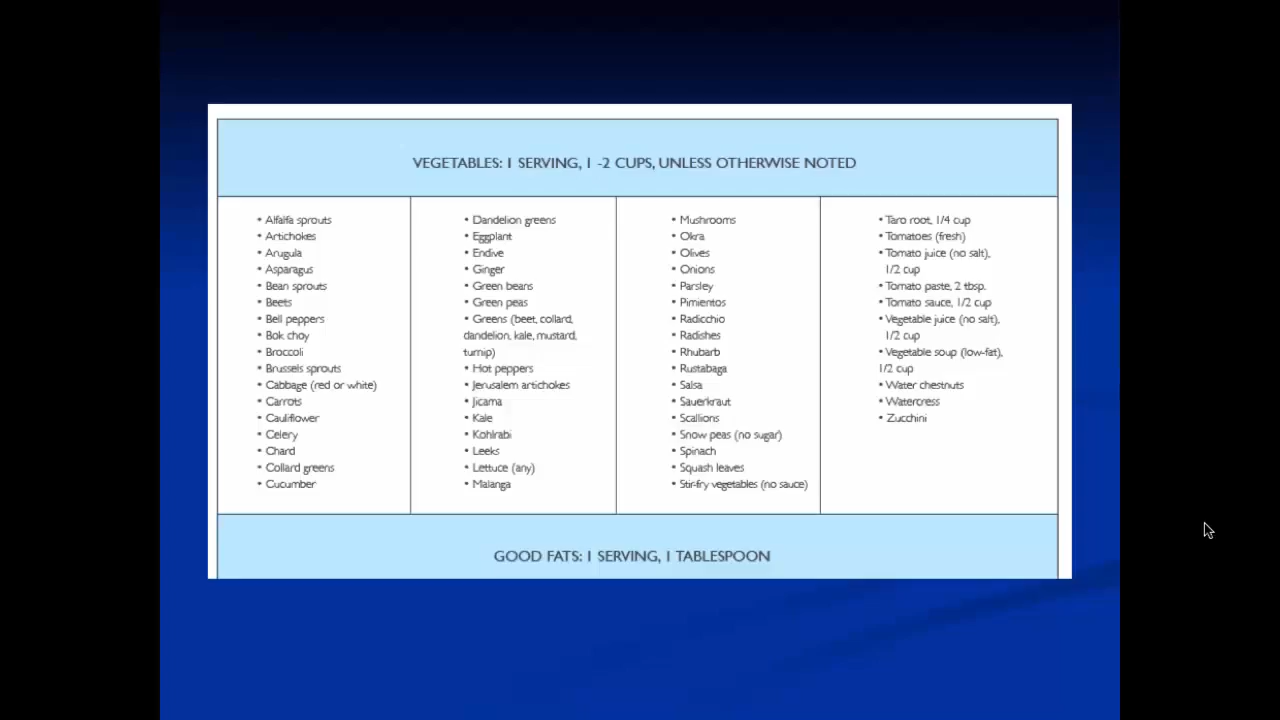 VEGETABLES: 1 SERVING, 1 -2 CUPS, UNLESS OTHERWISE NOTED
• Alfalfa sprouts
• Artichokes
• Arugula
• Asparagus
• Bean sprouts
• Beets
• Bell peppers
• Bok choy
• Broccoli
• Brussels sprouts
• Cabbage (red or white)
• Carrots
• Cauliflower
• Celery
• Chard
• Collard greens
• Cucumber
• Dandelion greens
• Eggplant
• Endive
• Ginger
• Green beans
• Green peas
• Greens (beet, collard,
dandelion, kale, mustard,
turnip)
• Hot peppers
• Jerusalem artichokes
• Jicama
• Kale
• Kohlrabi
• Leeks
• Lettuce (any)
• Malanga
• Mushrooms
• Okra
• Olives
• Onions
• Parsley
• Pimientos
• Radicchio
• Radishes
• Rhubarb
• Rustabaga
• Salsa
• Sauerkraut
• Scallions
• Snow peas (no sugar)
• Spinach
• Squash leaves
• Stir-fry vegetables (no sauce)
• Taro root, 1/4 cup
• Tomatoes (fresh)
• Tomato juice (no salt),
1/2 cup
• Tomato paste, 2 tbsp.
• Tomato sauce, 1/2 cup
• Vegetable juice (no salt),
1/2 cup
• Vegetable soup (low-fat),
1/2 cup
• Water chestnuts
• Watercress
• Zucchini
GOOD FATS: 1 SERVING, 1 TABLESPOON